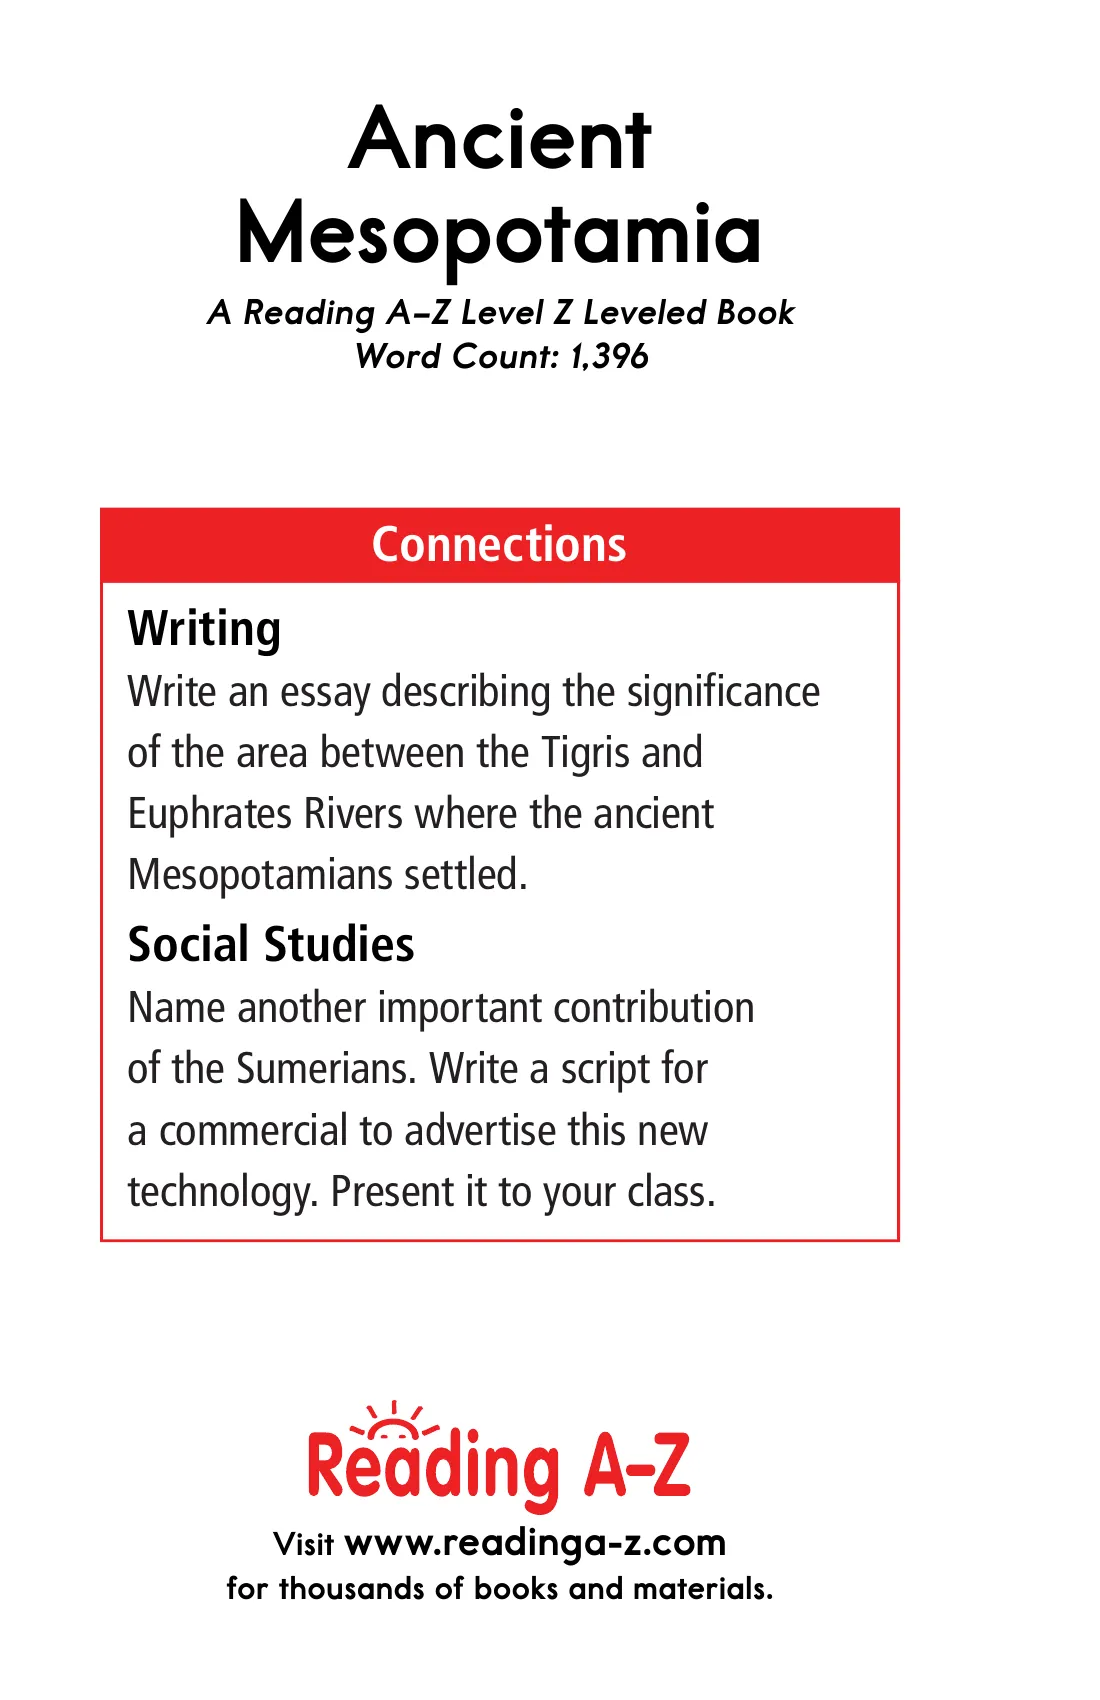 Ancient
Mesopotamia
A Reading A–Z Level Z Leveled Book
Word Count: 1,396
Connections
Writing
Write an essay describing the significance
of the area between the Tigris and
Euphrates Rivers where the ancient
Mesopotamians settled.
Social Studies
Name another important contribution
of the Sumerians. Write a script for
a commercial to advertise this new
technology. Present it to your class.
Reading A–Z
Visit www.readinga-z.com
for thousands of books and materials.